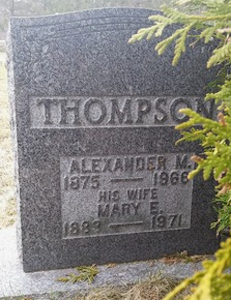 THOMPSON
ALEXANDER M.
1875 — 1966
HIS WIFE
MARY E.
1883 — 1971